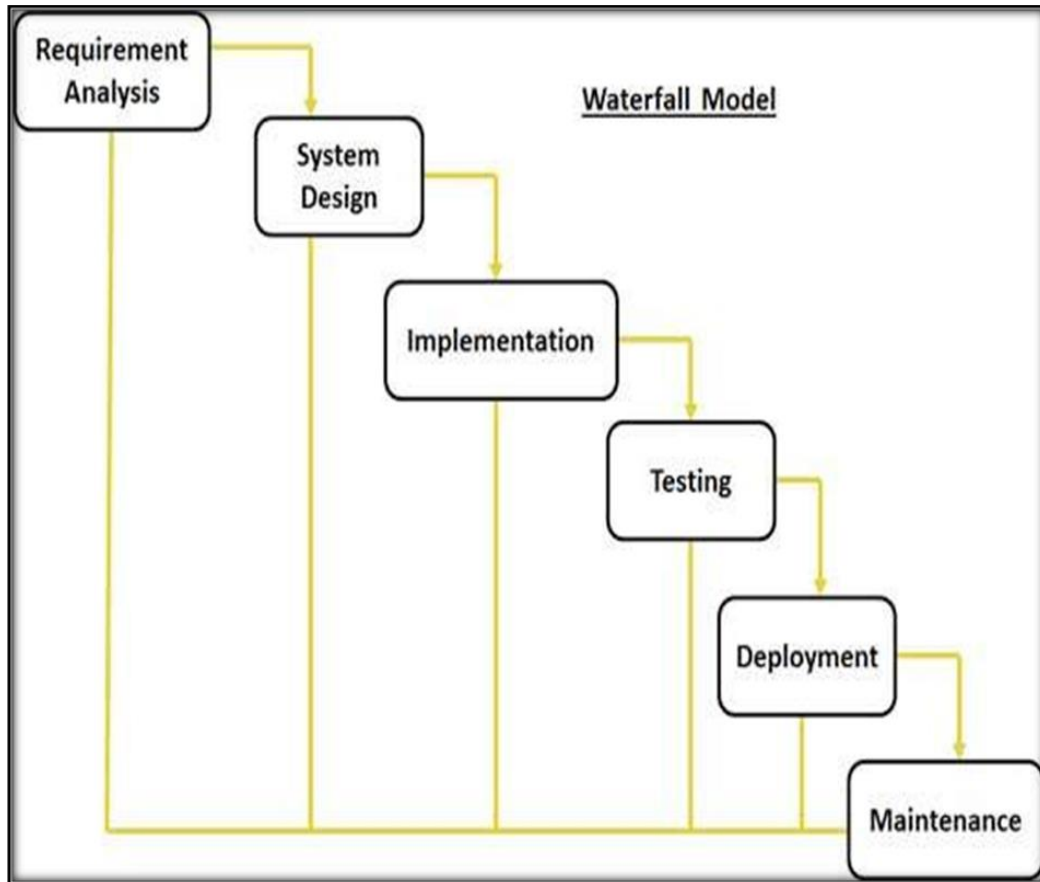 Requirement
Analysis
Waterfall Model
System
Design
Implementation
Testing
Deployment
Maintenance